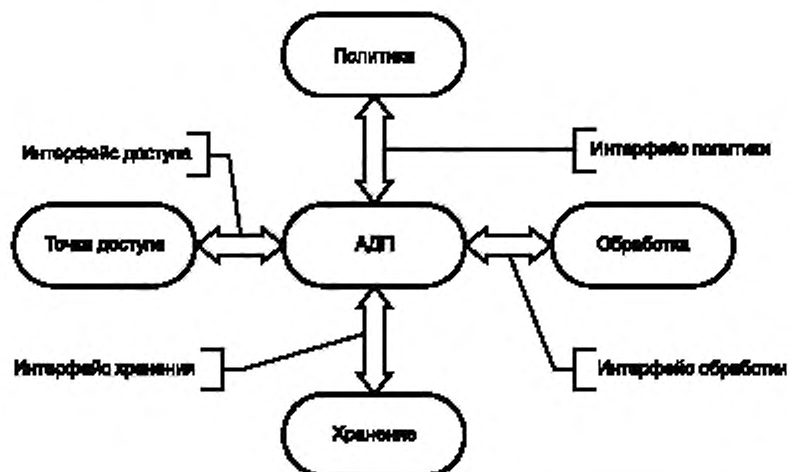 Политика
Интерфейс доступа
Интерфейс политики
Точка доступа
АДП
Обработка
Интерфейс хранения
Интерфейс обработки
Хранение